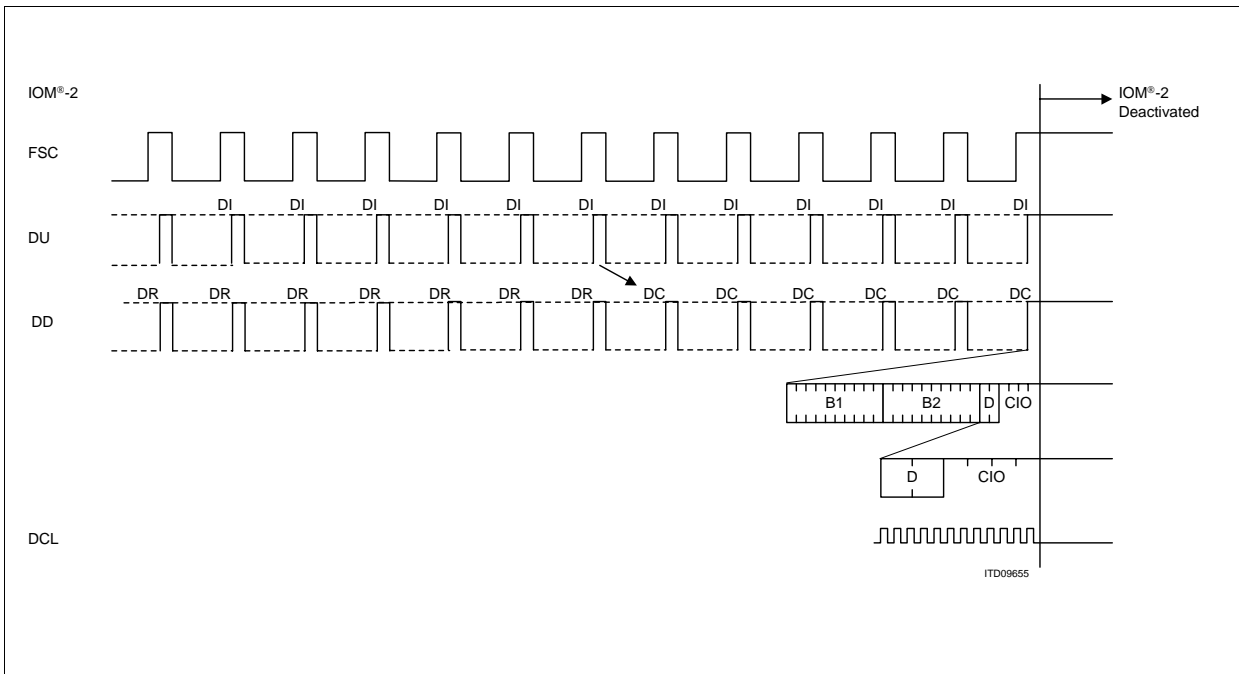 IOM®-2
IOM®-2
Deactivated
FSC
DI DI DI DI DI DI DI DI DI DI DI DI
DU
DR DR DR DR DR DR DR DC DC DC DC DC DC
DD
B1 B2 D CIO
D CIO
DCL
ITD09655